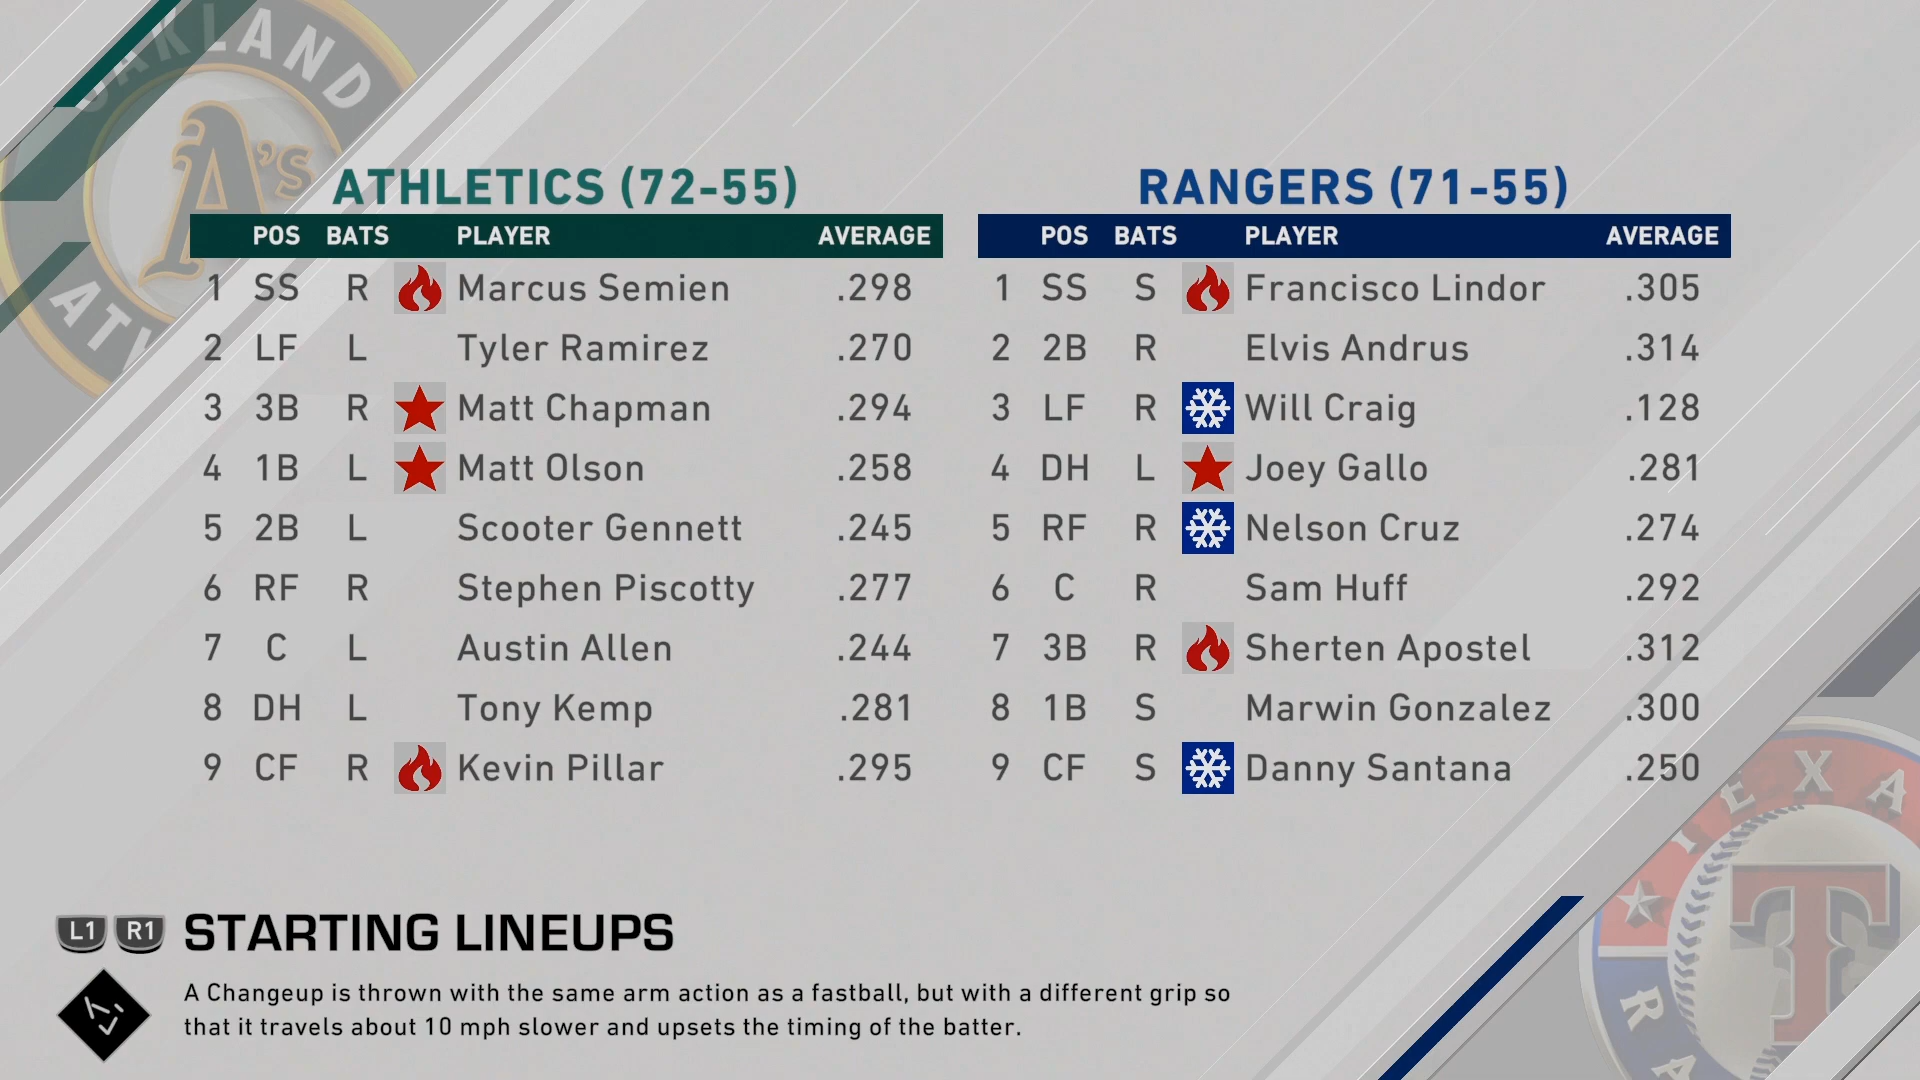 OAKLAND
A's
ATHLETICS (72-55)
POS BATS PLAYER AVERAGE
1 SS R Marcus Semien .298
2 LF L Tyler Ramirez .270
3 3B R Matt Chapman .294
4 1B L Matt Olson .258
5 2B L Scooter Gennett .245
6 RF R Stephen Piscotty .277
7 C L Austin Allen .244
8 DH L Tony Kemp .281
9 CF R Kevin Pillar .295
RANGERS (71-55)
POS BATS PLAYER AVERAGE
1 SS S Francisco Lindor .305
2 2B R Elvis Andrus .314
3 LF R Will Craig .128
4 DH L Joey Gallo .281
5 RF R Nelson Cruz .274
6 C R Sam Huff .292
7 3B R Sherten Apostel .312
8 1B S Marwin Gonzalez .300
9 CF S Danny Santana .250
TEXA
T
RA
L1 R1 STARTING LINEUPS
A Changeup is thrown with the same arm action as a fastball, but with a different grip so
that it travels about 10 mph slower and upsets the timing of the batter.